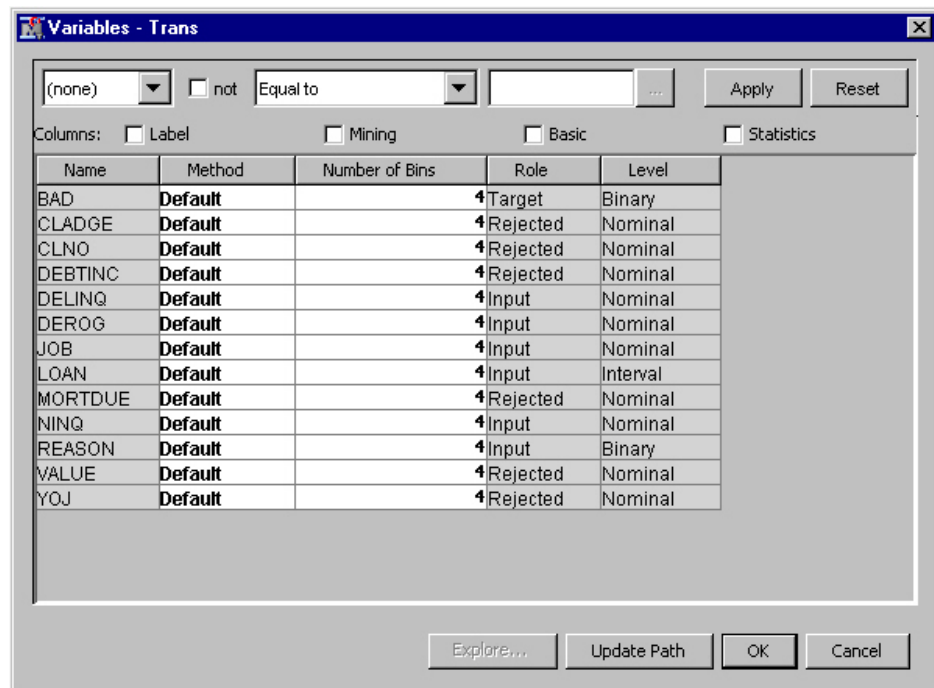 Variables - Trans
(none) not Equal to ... Apply Reset
Columns: Label Mining Basic Statistics
Name Method Number of Bins Role Level
BAD Default 4 Target Binary
CLADGE Default 4 Rejected Nominal
CLNO Default 4 Rejected Nominal
DEBTINC Default 4 Rejected Nominal
DELINQ Default 4 Input Nominal
DEROG Default 4 Input Nominal
JOB Default 4 Input Nominal
LOAN Default 4 Input Interval
MORTDUE Default 4 Rejected Nominal
NINQ Default 4 Input Nominal
REASON Default 4 Input Binary
VALUE Default 4 Rejected Nominal
YOJ Default 4 Rejected Nominal
Explore... Update Path OK Cancel